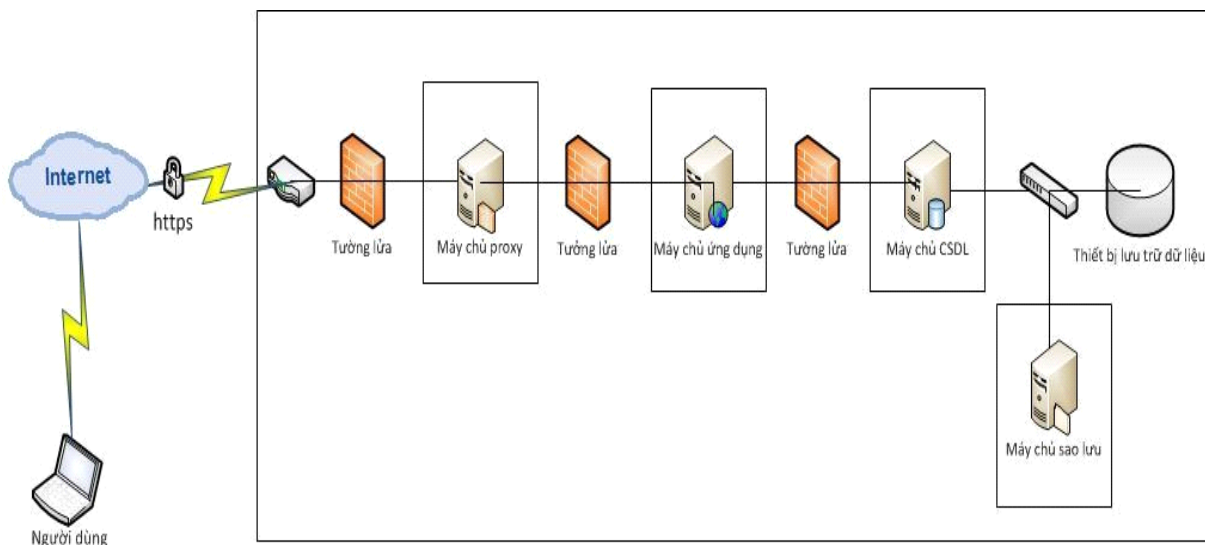 Internet
https
Tường lửa
Máy chủ proxy
Tưởng lửa
Máy chủ ứng dụng
Tường lửa
Máy chủ CSDL
Thiết bị lưu trữ dữ liệu
Máy chủ sao lưu
Người dùng